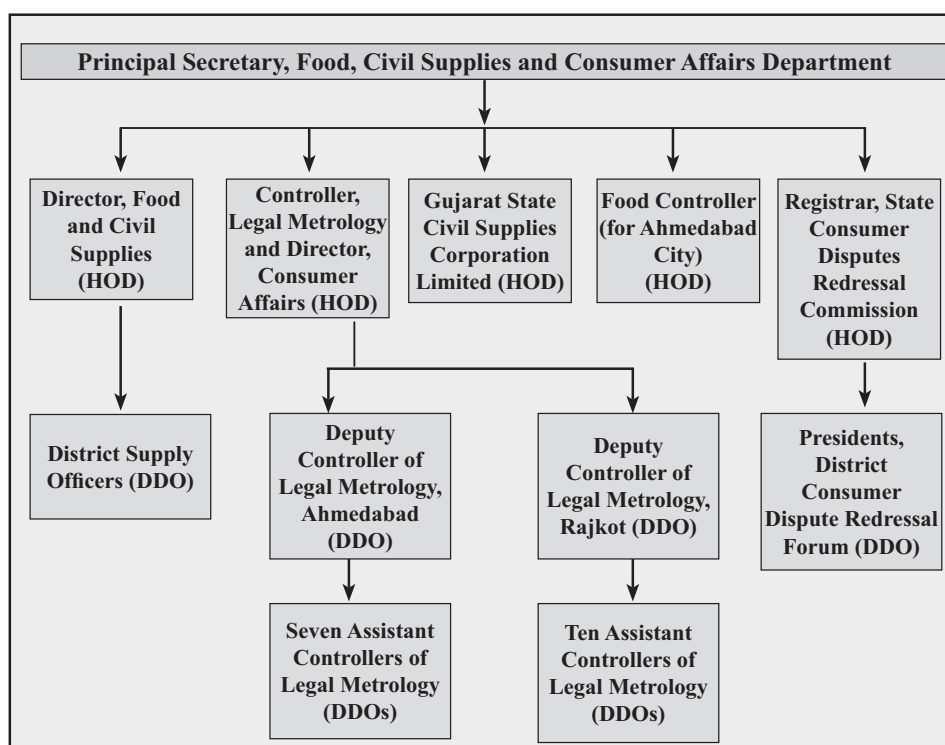 Principal Secretary, Food, Civil Supplies and Consumer Affairs Department
Director, Food
and Civil
Supplies
(HOD)
Controller,
Legal Metrology
and Director,
Consumer
Affairs (HOD)
Gujarat State
Civil Supplies
Corporation
Limited (HOD)
Food Controller
(for Ahmedabad
City)
(HOD)
Registrar, State
Consumer
Disputes
Redressal
Commission
(HOD)
District Supply
Officers (DDO)
Deputy
Controller of
Legal Metrology,
Ahmedabad
(DDO)
Deputy
Controller of
Legal Metrology,
Rajkot (DDO)
Presidents,
District
Consumer
Dispute Redressal
Forum (DDO)
Seven Assistant
Controllers of
Legal Metrology
(DDOs)
Ten Assistant
Controllers of
Legal Metrology
(DDOs)